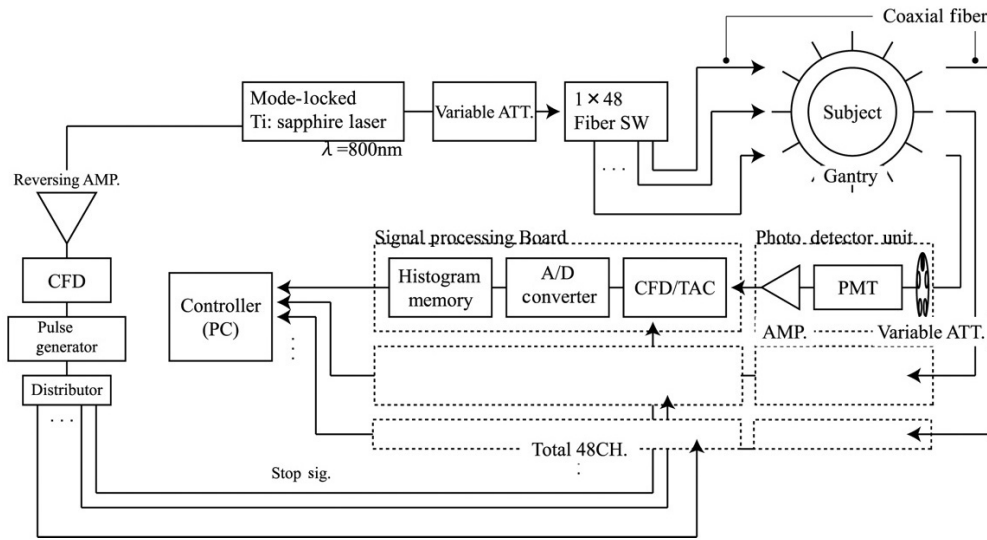 Coaxial fiber
Mode-locked
Ti: sapphire laser
λ =800nm
Variable ATT.
1×48
Fiber SW
. . .
Subject
Gantry
Reversing AMP.
CFD
Pulse
generator
Distributor
. . .
Controller
(PC)
Signal processing Board
Histogram
memory
A/D
converter
CFD/TAC
Photo detector unit
PMT
AMP.
Variable ATT.
Total 48CH.
Stop sig.